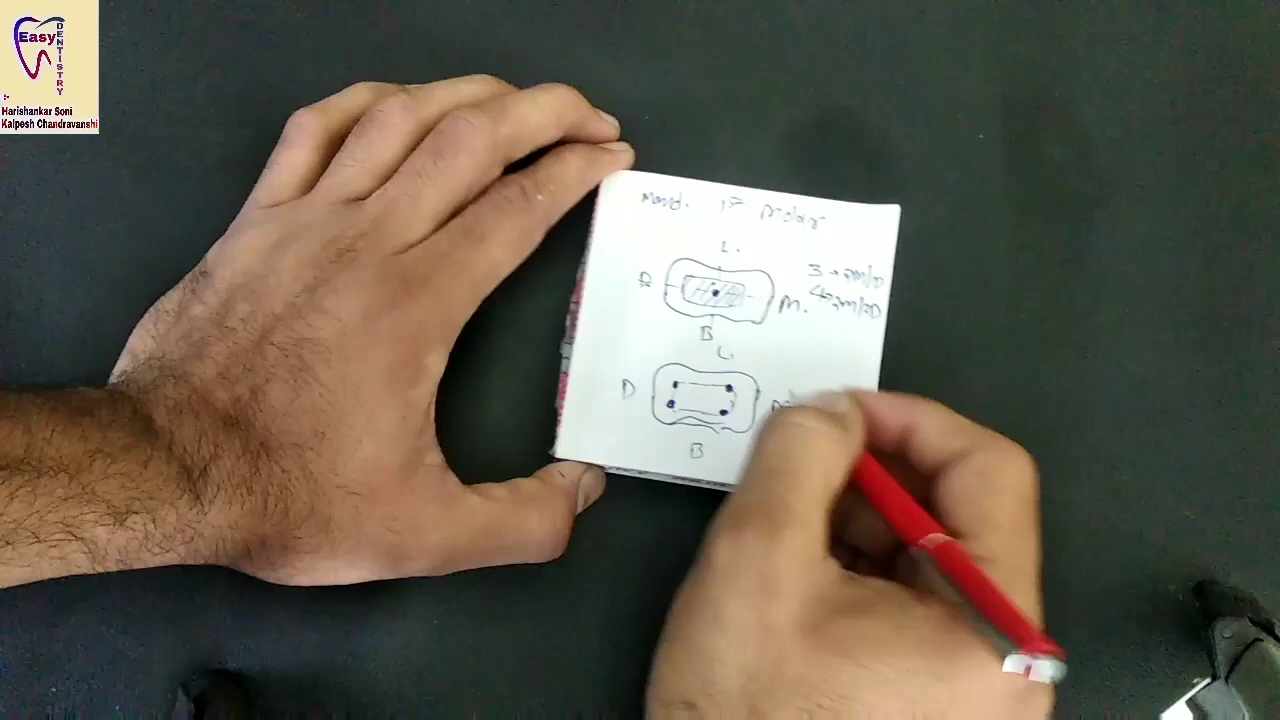 Easy
DENTISTRY
Harishankar Soni
Kalpesh Chandravanshi
Mand. 1st molar
L.
D
M.
B
L.
D
B